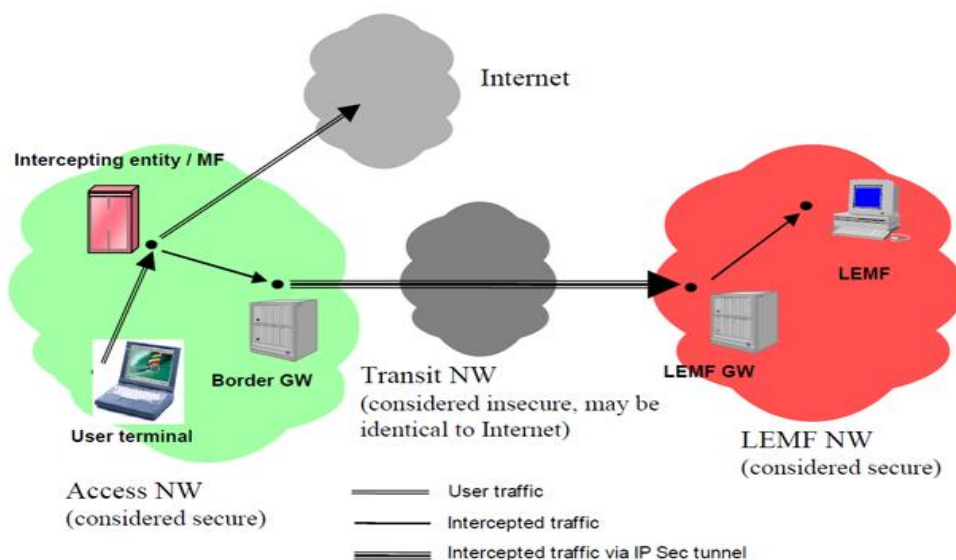 Internet
Intercepting entity / MF
LEMF
Border GW
LEMF GW
User terminal
Transit NW
(considered insecure, may be
identical to Internet)
LEMF NW
(considered secure)
Access NW
(considered secure)
User traffic
Intercepted traffic
Intercepted traffic via IP Sec tunnel